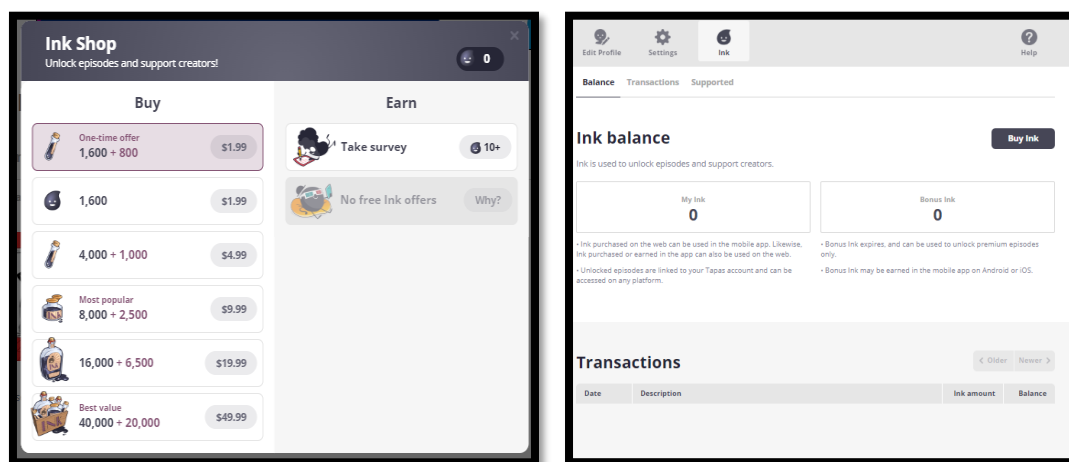 Ink Shop
Unlock episodes and support creators!
0
Buy
One-time offer
1,600 + 800
$1.99
1,600
$1.99
4,000 + 1,000
$4.99
Most popular
8,000 + 2,500
$9.99
16,000 + 6,500
$19.99
Best value
40,000 + 20,000
$49.99
Earn
Take survey
10+
No free Ink offers
Why?
Edit Profile
Settings
Ink
Help
Balance Transactions Supported
Ink balance
Buy Ink
Ink is used to unlock episodes and support creators.
My Ink
0
• Ink purchased on the web can be used in the mobile app. Likewise,
Ink purchased or earned in the app can also be used on the web.
• Unlocked episodes are linked to your Tapas account and can be
accessed on any platform.
Bonus Ink
0
• Bonus Ink expires, and can be used to unlock premium episodes
only.
• Bonus Ink may be earned in the mobile app on Android or iOS.
Transactions
< Older Newer >
Date Description Ink amount Balance